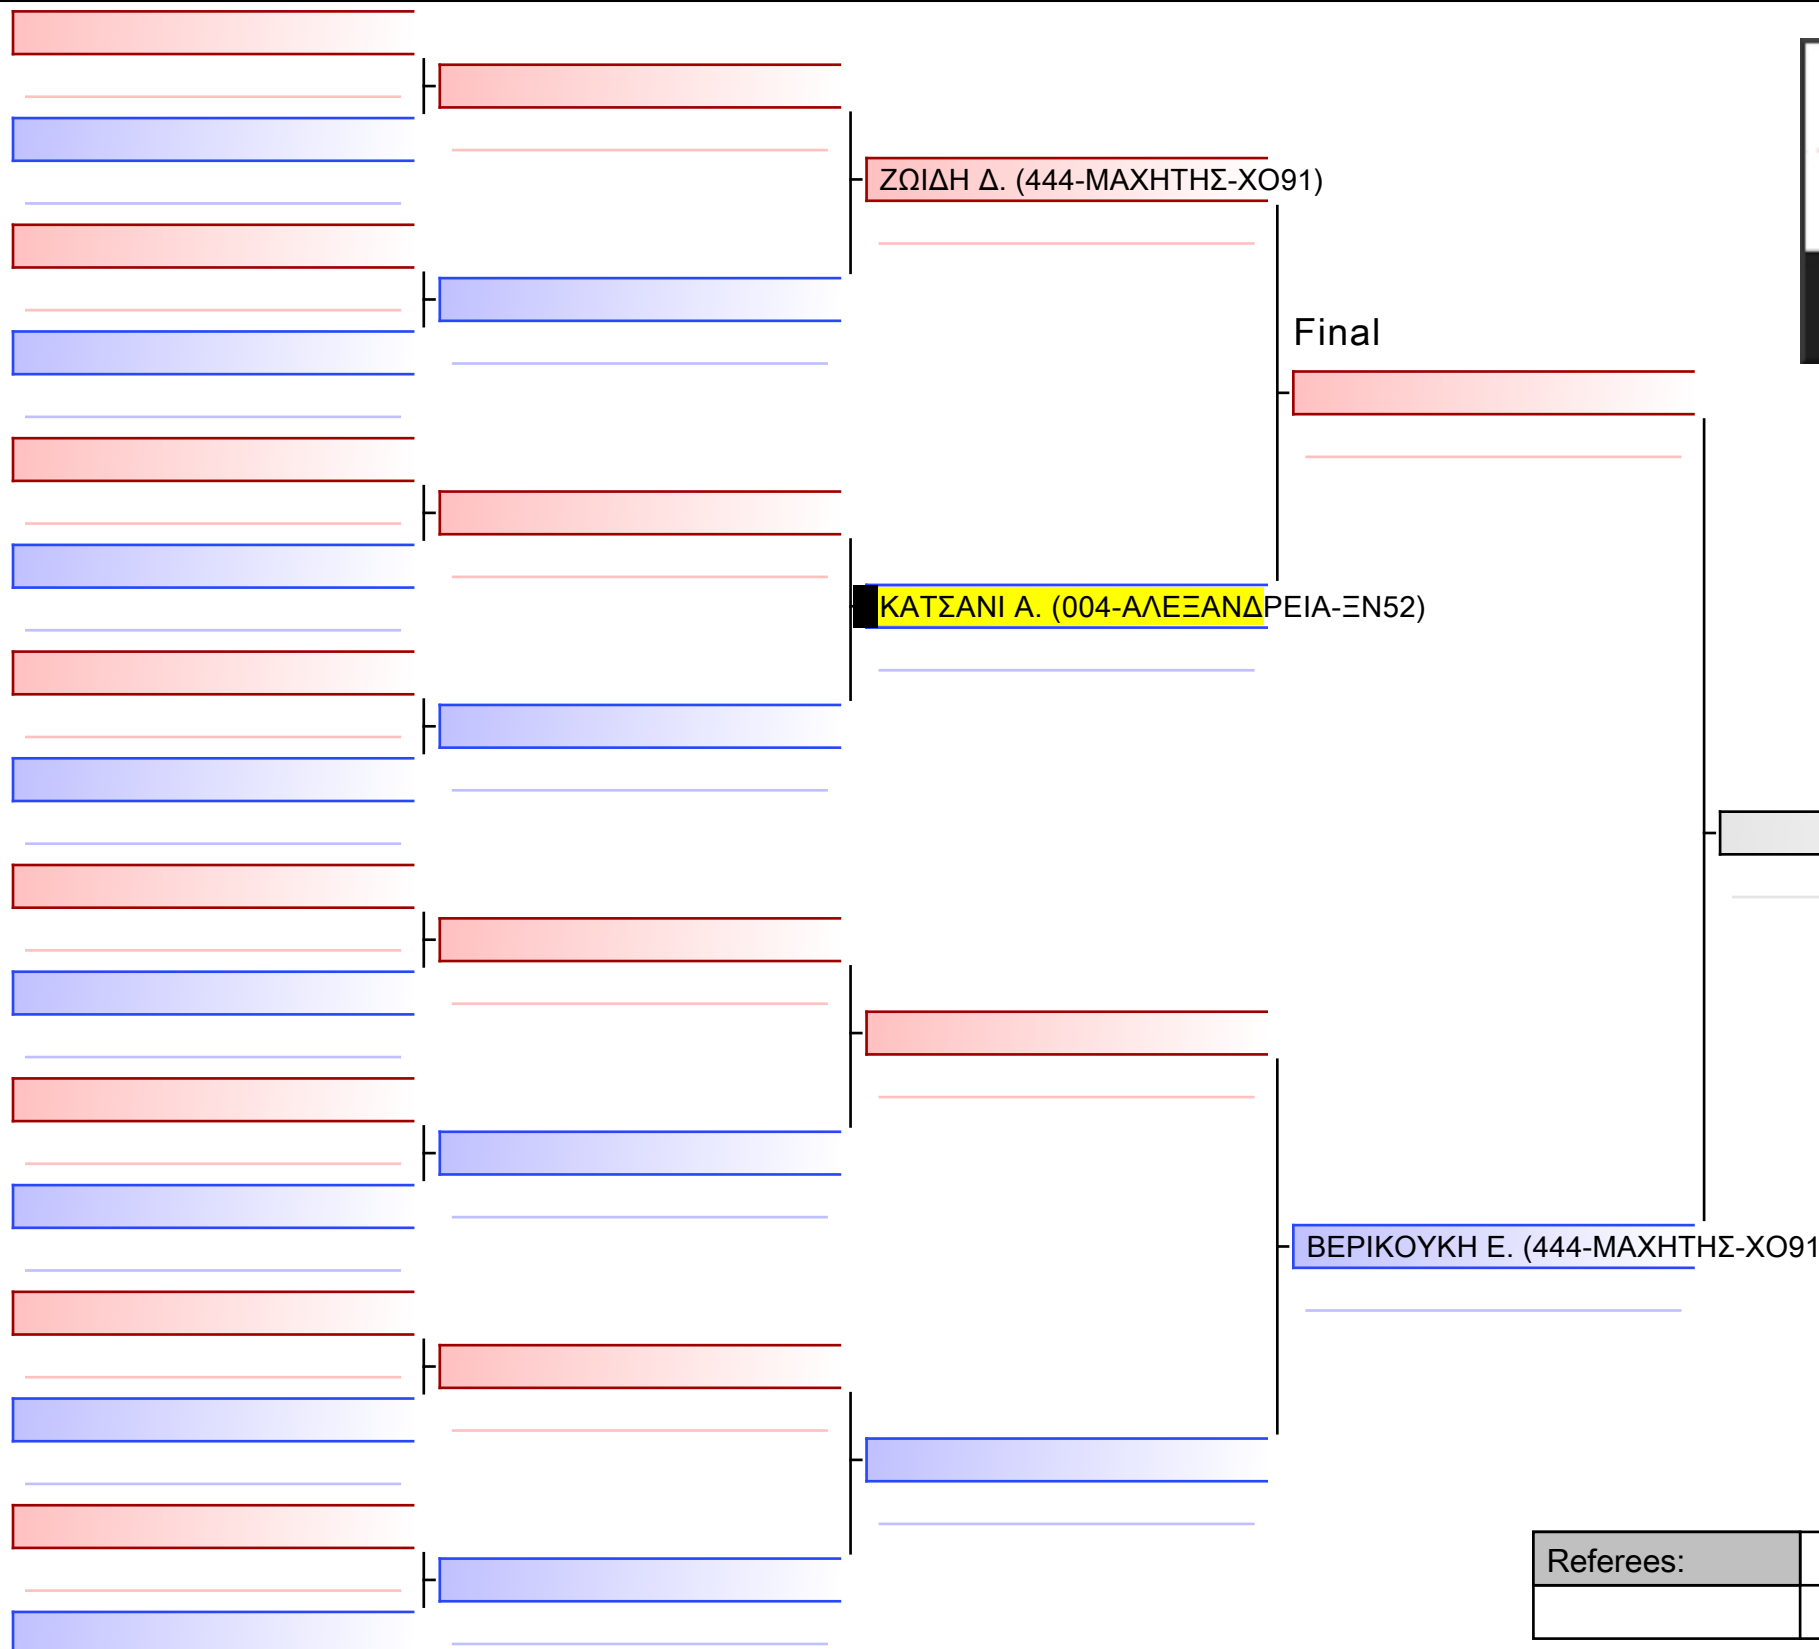 ΖΩΙΔΗ Δ. (444-ΜΑΧΗΤΗΣ-ΧΟ91)
Final
ΚΑΤΣΑΝΙ Α. (004-ΑΛΕΞΑΝΔΡΕΙΑ-ΞΝ52)
ΒΕΡΙΚΟΥΚΗ Ε. (444-ΜΑΧΗΤΗΣ-ΧΟ91
Referees: